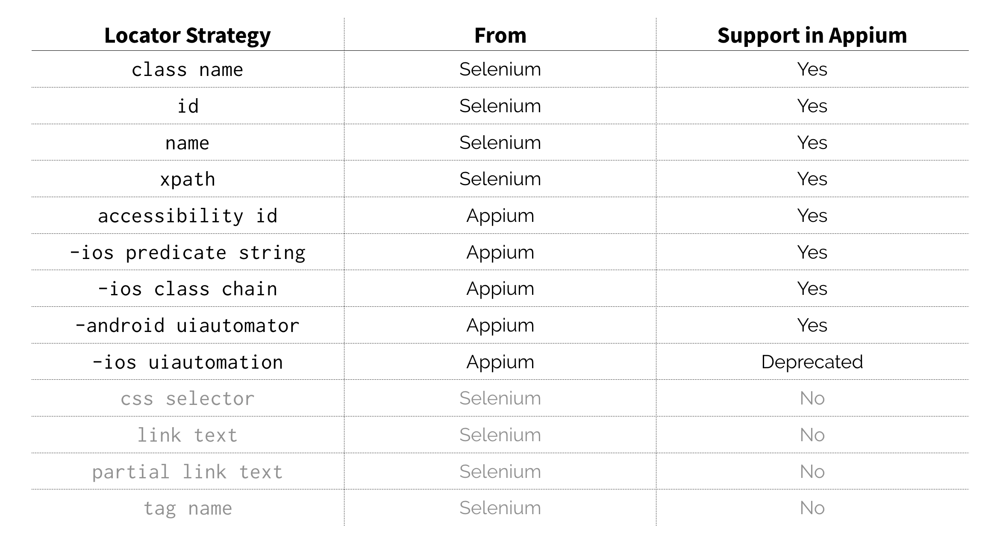 Locator Strategy From Support in Appium
class name Selenium Yes
id Selenium Yes
name Selenium Yes
xpath Selenium Yes
accessibility id Appium Yes
-ios predicate string Appium Yes
-ios class chain Appium Yes
-android uiautomator Appium Yes
-ios uiautomation Appium Deprecated
css selector Selenium No
link text Selenium No
partial link text Selenium No
tag name Selenium No